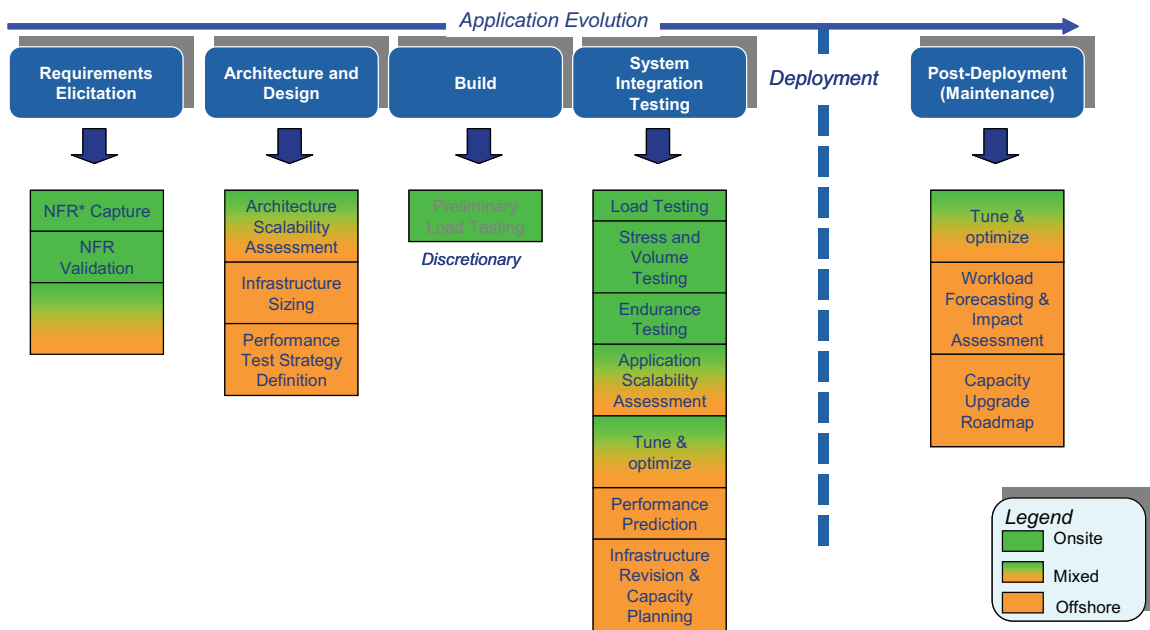 Application Evolution
Requirements
Elicitation
Architecture and
Design
Build
System
Integration
Testing
Deployment
Post-Deployment
(Maintenance)
NFR* Capture
NFR
Validation
Architecture
Scalability
Assessment
Infrastructure
Sizing
Performance
Test Strategy
Definition
Preliminary
Load Testing
Discretionary
Load Testing
Stress and
Volume
Testing
Endurance
Testing
Application
Scalability
Assessment
Tune &
optimize
Performance
Prediction
Infrastructure
Revision &
Capacity
Planning
Tune &
optimize
Workload
Forecasting &
Impact
Assessment
Capacity
Upgrade
Roadmap
Legend
Onsite
Mixed
Offshore